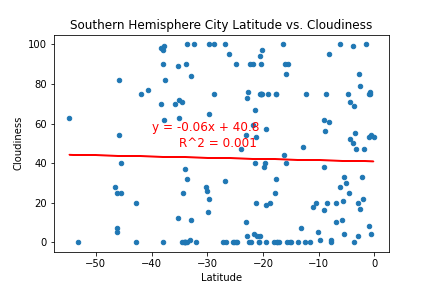 Southern Hemisphere City Latitude vs. Cloudiness
100
80
60
40
20
0
Cloudiness
y = -0.06x + 40.8
R^2 = 0.001
−50
−40
−30
−20
−10
0
Latitude